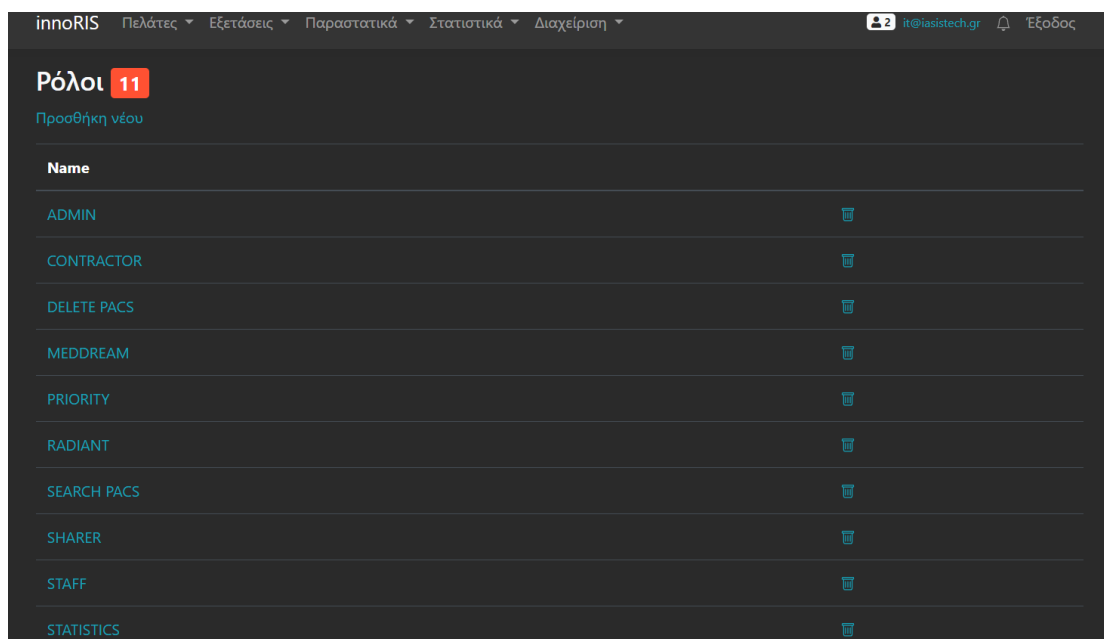 innoRIS Πελάτες Εξετάσεις Παραστατικά Στατιστικά Διαχείριση 2 it@iasistech.gr Έξοδος
Ρόλοι 11
Προσθήκη νέου
Name
ADMIN
CONTRACTOR
DELETE PACS
MEDDREAM
PRIORITY
RADIANT
SEARCH PACS
SHARER
STAFF
STATISTICS